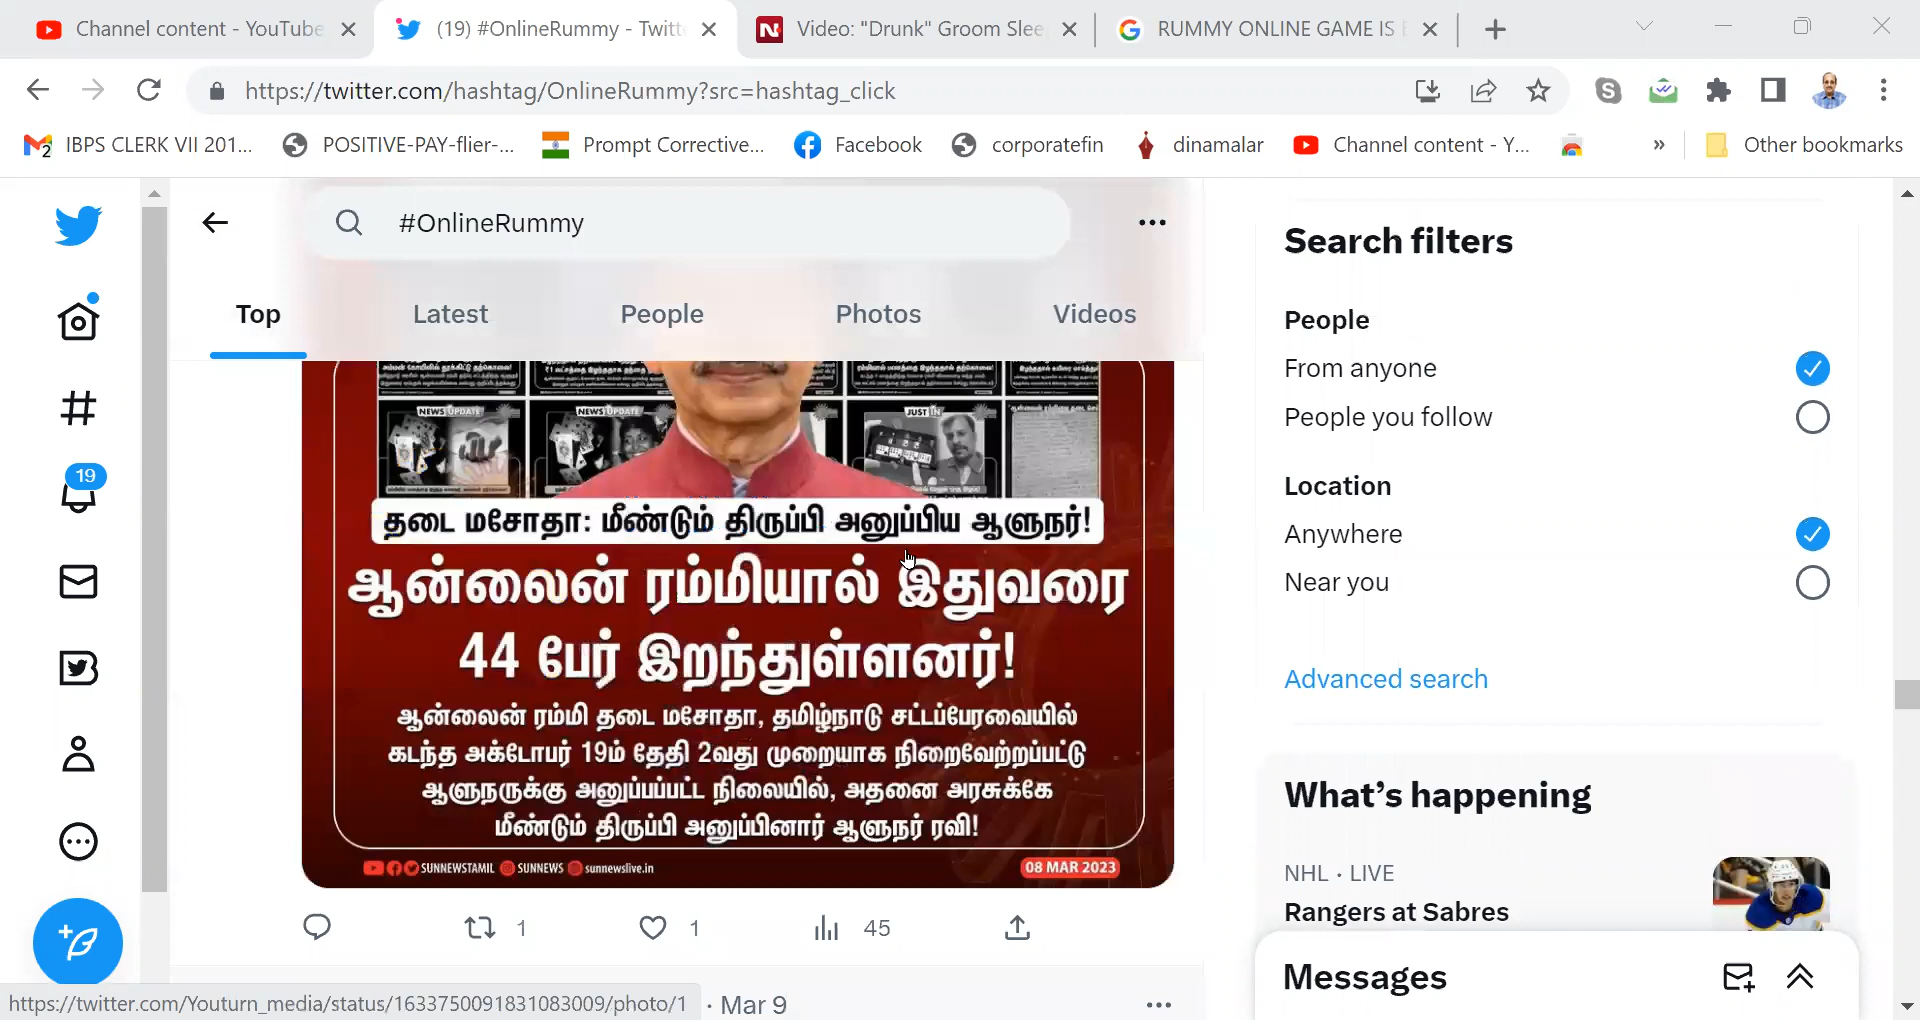 Channel content - YouTube
(19) #OnlineRummy - Twitt
Video: "Drunk" Groom Slee
RUMMY ONLINE GAME IS
https://twitter.com/hashtag/OnlineRummy?src=hashtag_click
IBPS CLERK VII 201...
POSITIVE-PAY-flier-...
Prompt Corrective...
Facebook
corporatefin
dinamalar
Channel content - Y...
»
Other bookmarks
#OnlineRummy
Top
Latest
People
Photos
Videos
19
NEWS UPDATE
NEWS UPDATE
JUST IN
தடை மசோதா: மீண்டும் திருப்பி அனுப்பிய ஆளுநர்!
ஆன்லைன் ரம்மியால் இதுவரை
44 பேர் இறந்துள்ளனர்!
ஆன்லைன் ரம்மி தடை மசோதா, தமிழ்நாடு சட்டப்பேரவையில்
கடந்த அக்டோபர் 19ம் தேதி 2வது முறையாக நிறைவேற்றப்பட்டு
ஆளுநருக்கு அனுப்பப்பட்ட நிலையில், அதனை அரசுக்கே
மீண்டும் திருப்பி அனுப்பினார் ஆளுநர் ரவி!
SUNNEWSTAMIL SUNNEWS sunnewslive.in
08 MAR 2023
1
1
45
https://twitter.com/Youturn_media/status/1633750091831083009/photo/1
· Mar 9
Search filters
People
From anyone
People you follow
Location
Anywhere
Near you
Advanced search
What's happening
NHL · LIVE
Rangers at Sabres
Messages